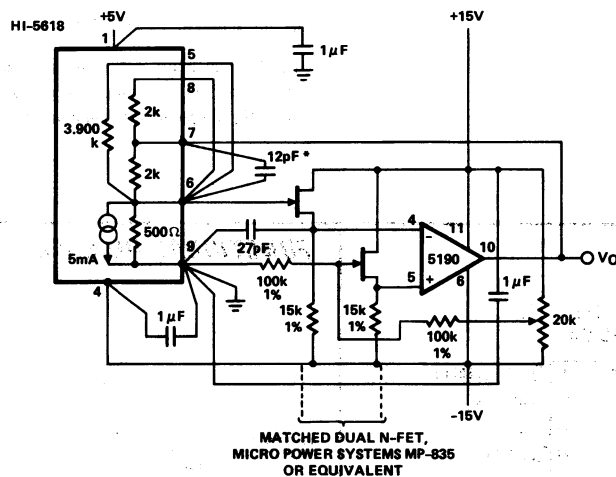 HI-5618
+5V
+15V
1
5
1μF
8
2k
3.900
k
7
12pF *
2k
6
4
11
5190
10
VO
27pF
5
6
500Ω
9
5mA
100k
1%
1μF
4
1μF
15k
1%
15k
1%
100k
1%
20k
-15V
MATCHED DUAL N-FET,
MICRO POWER SYSTEMS MP-835
OR EQUIVALENT